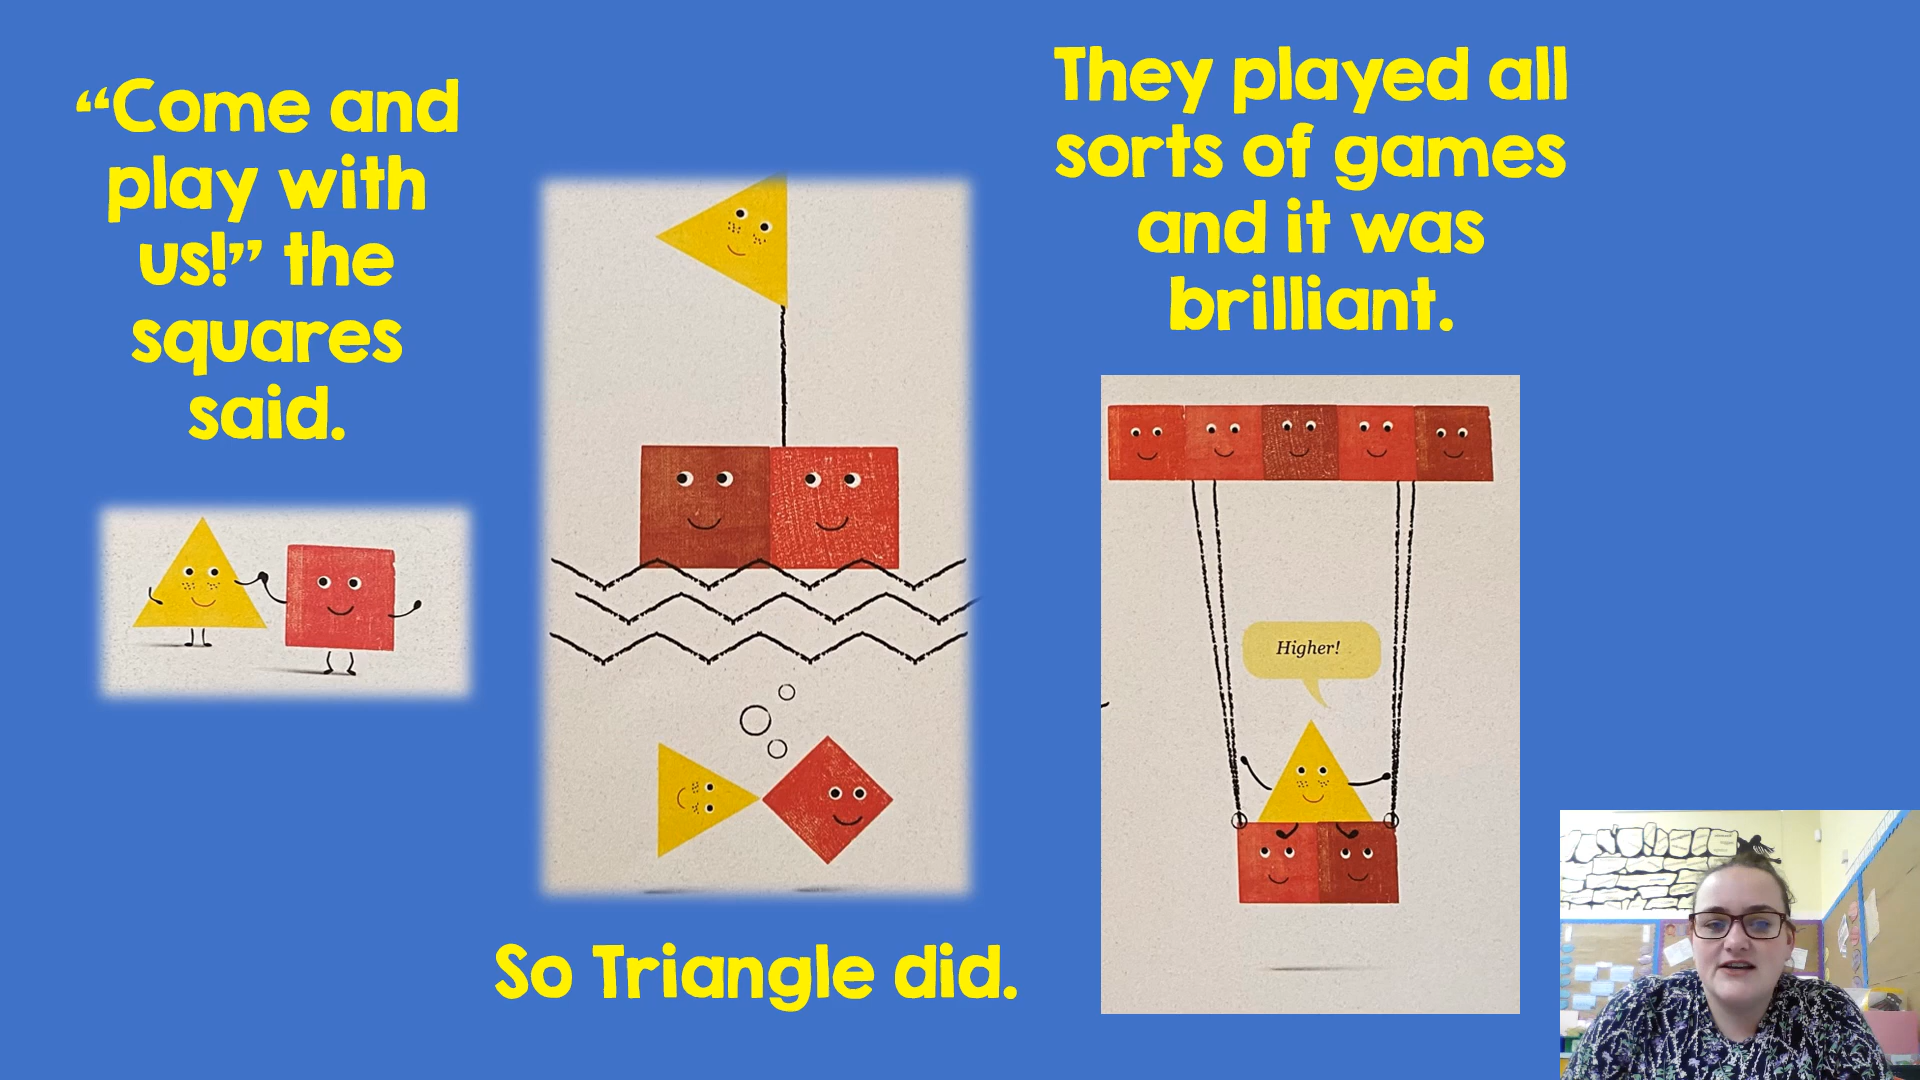 “Come and
play with
us!” the
squares
said.
So Triangle did.
They played all
sorts of games
and it was
brilliant.
Higher!